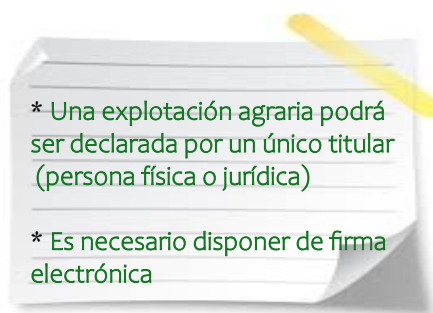 * Una explotación agraria podrá
ser declarada por un único titular
(persona física o jurídica)
* Es necesario disponer de firma
electrónica